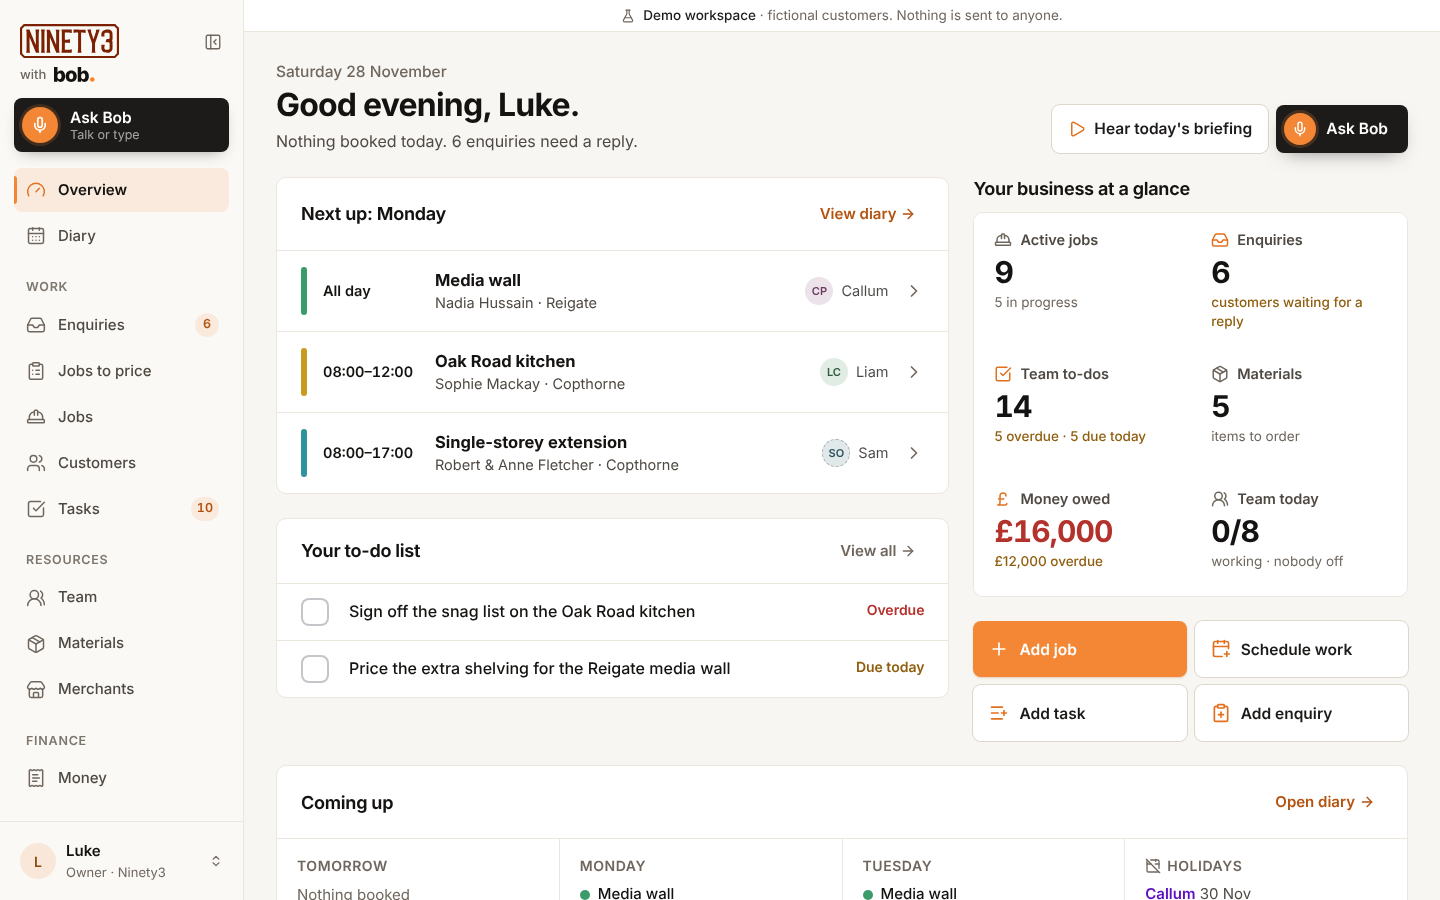 NINETY3
with bob.
Ask Bob
Talk or type
Overview
Diary
WORK
Enquiries 6
Jobs to price
Jobs
Customers
Tasks 10
RESOURCES
Team
Materials
Merchants
FINANCE
Money
L
Luke
Owner · Ninety3
Demo workspace · fictional customers. Nothing is sent to anyone.
Saturday 28 November
Good evening, Luke.
Nothing booked today. 6 enquiries need a reply.
Hear today's briefing
Ask Bob
Next up: Monday
View diary →
All day
Media wall
Nadia Hussain · Reigate
CP Callum
08:00–12:00
Oak Road kitchen
Sophie Mackay · Copthorne
LC Liam
08:00–17:00
Single-storey extension
Robert & Anne Fletcher · Copthorne
SO Sam
Your to-do list
View all →
Sign off the snag list on the Oak Road kitchen
Overdue
Price the extra shelving for the Reigate media wall
Due today
Your business at a glance
Active jobs
9
5 in progress
Enquiries
6
customers waiting for a
reply
Team to-dos
14
5 overdue · 5 due today
Materials
5
items to order
£ Money owed
£16,000
£12,000 overdue
Team today
0/8
working · nobody off
Add job
Schedule work
Add task
Add enquiry
Coming up
Open diary →
TOMORROW
Nothing booked
MONDAY
Media wall
TUESDAY
Media wall
HOLIDAYS
Callum 30 Nov